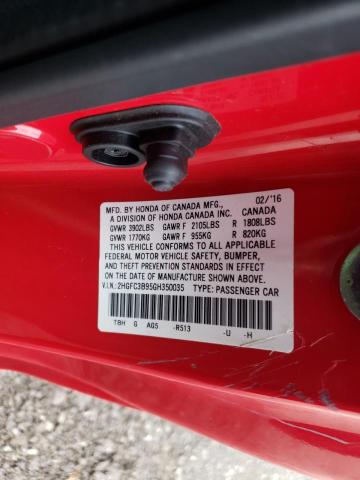 MFD. BY HONDA OF CANADA MFG., 02/'16
A DIVISION OF HONDA CANADA INC. CANADA
GVWR 3902LBS GAWR F 2105LBS R 1808LBS
GVWR 1770KG GAWR F 955KG R 820KG
THIS VEHICLE CONFORMS TO ALL APPLICABLE
FEDERAL MOTOR VEHICLE SAFETY, BUMPER,
AND THEFT PREVENTION STANDARDS IN EFFECT
ON THE DATE OF MANUFACTURE SHOWN ABOVE.
V.I.N: 2HGFC3B95GH350035 TYPE: PASSENGER CAR
TBH G AG5 -R513 -U -H